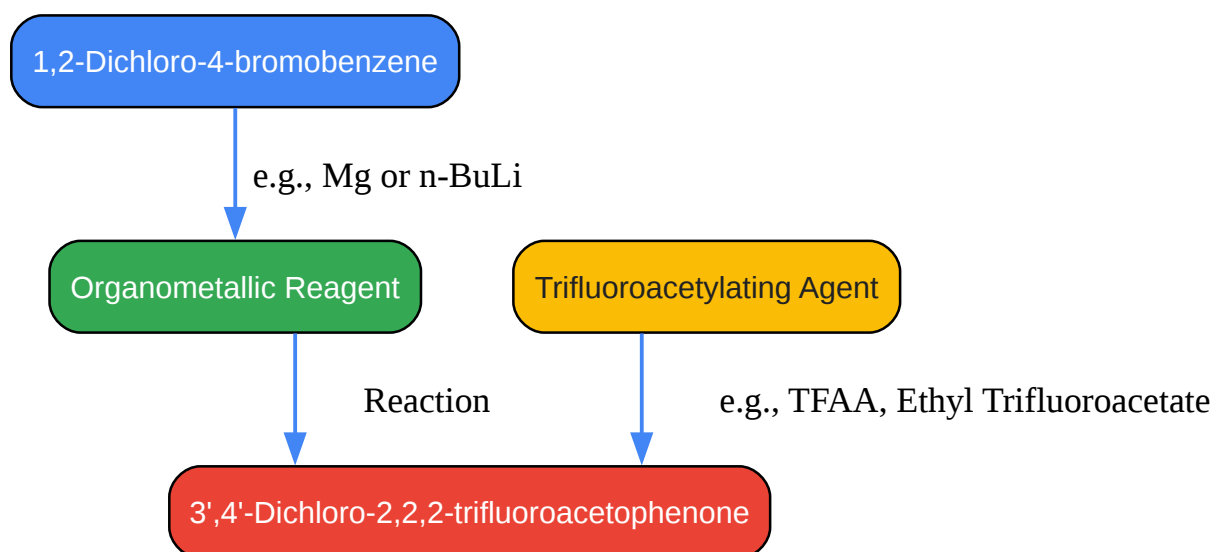 1,2-Dichloro-4-bromobenzene
e.g., Mg or n-BuLi
Organometallic Reagent
Trifluoroacetylating Agent
Reaction
e.g., TFAA, Ethyl Trifluoroacetate
3',4'-Dichloro-2,2,2-trifluoroacetophenone